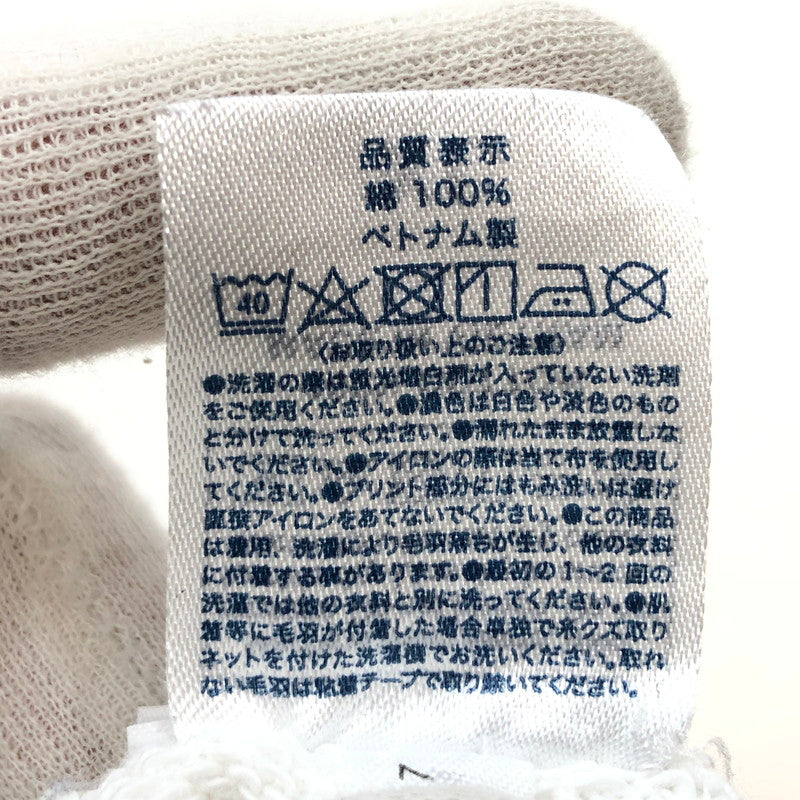 品質表示
綿 100%
ベトナム製
40
〈お取り扱い上のご注意〉
●洗濯の際は蛍光増白剤が入っていない洗剤
をご使用ください。●濃色は白色や淡色のもの
と分けて洗ってください。●濡れたまま放置しな
いでください。●アイロンの際は当て布を使用し
てください。●プリント部分にはもみ洗いは避け
直接アイロンをあてないでください。●この商品
は着用、洗濯により毛羽落ちが生じ、他の衣料
に付着する事があります。●最初の1〜2回の
洗濯では他の衣料と別に洗ってください。●肌
着等に毛羽が付着した場合単独で糸クズ取り
ネットを付けた洗濯機でお洗いください。取れ
ない毛羽は粘着テープで取り除いてください。